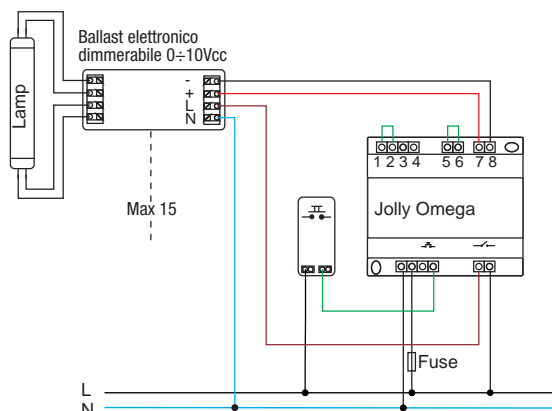 Ballast elettronico
dimmerabile 0÷10Vcc
Lamp
-
+
L
N
Max 15
1 2 3 4 5 6 7 8
Jolly Omega
Fuse
L
N